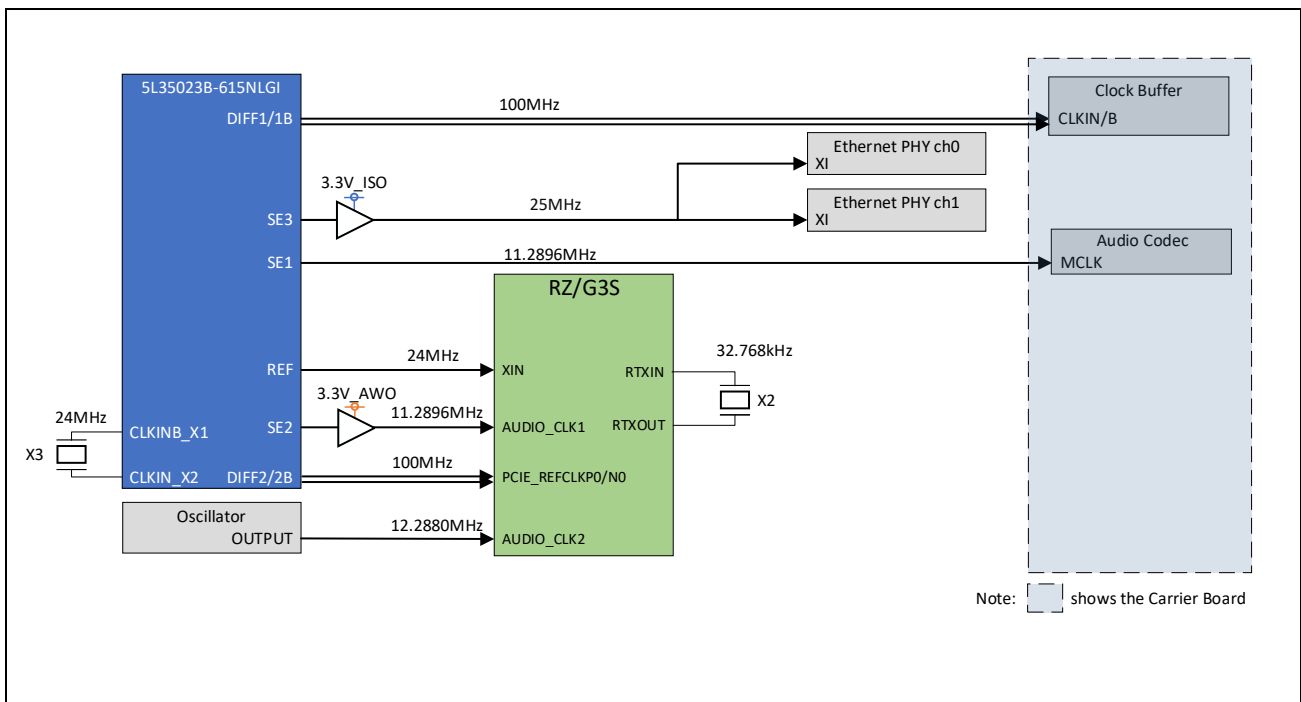 5L35023B-615NLGI
DIFF1/1B
100MHz
Clock Buffer
CLKIN/B
Ethernet PHY ch0
XI
3.3V_ISO
SE3
25MHz
Ethernet PHY ch1
XI
SE1
11.2896MHz
Audio Codec
MCLK
RZ/G3S
REF
24MHz
XIN
RTXIN
32.768kHz
X2
RTXOUT
3.3V_AWO
SE2
11.2896MHz
AUDIO_CLK1
24MHz
X3
CLKINB_X1
CLKIN_X2
DIFF2/2B
100MHz
PCIE_REFCLKP0/N0
Oscillator
OUTPUT
12.2880MHz
AUDIO_CLK2
Note: shows the Carrier Board